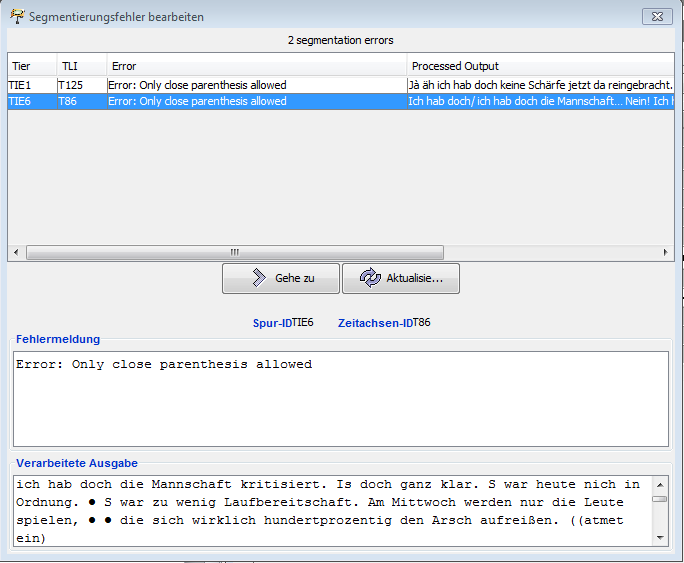 Segmentierungsfehler bearbeiten
2 segmentation errors
Tier TLI Error Processed Output
TIE1 T125 Error: Only close parenthesis allowed Jà äh ich hab doch keine Schärfe jetzt da reingebracht.
TIE6 T86 Error: Only close parenthesis allowed Ich hab doch/ ich hab doch die Mannschaft... Nein! Ich h
Gehe zu Aktualisie...
Spur-IDTIE6 Zeitachsen-IDT86
Fehlermeldung
Error: Only close parenthesis allowed
Verarbeitete Ausgabe
ich hab doch die Mannschaft kritisiert. Is doch ganz klar. S war heute nich in
Ordnung. ● S war zu wenig Laufbereitschaft. Am Mittwoch werden nur die Leute
spielen, ● ● die sich wirklich hundertprozentig den Arsch aufreißen. ((atmet
ein)